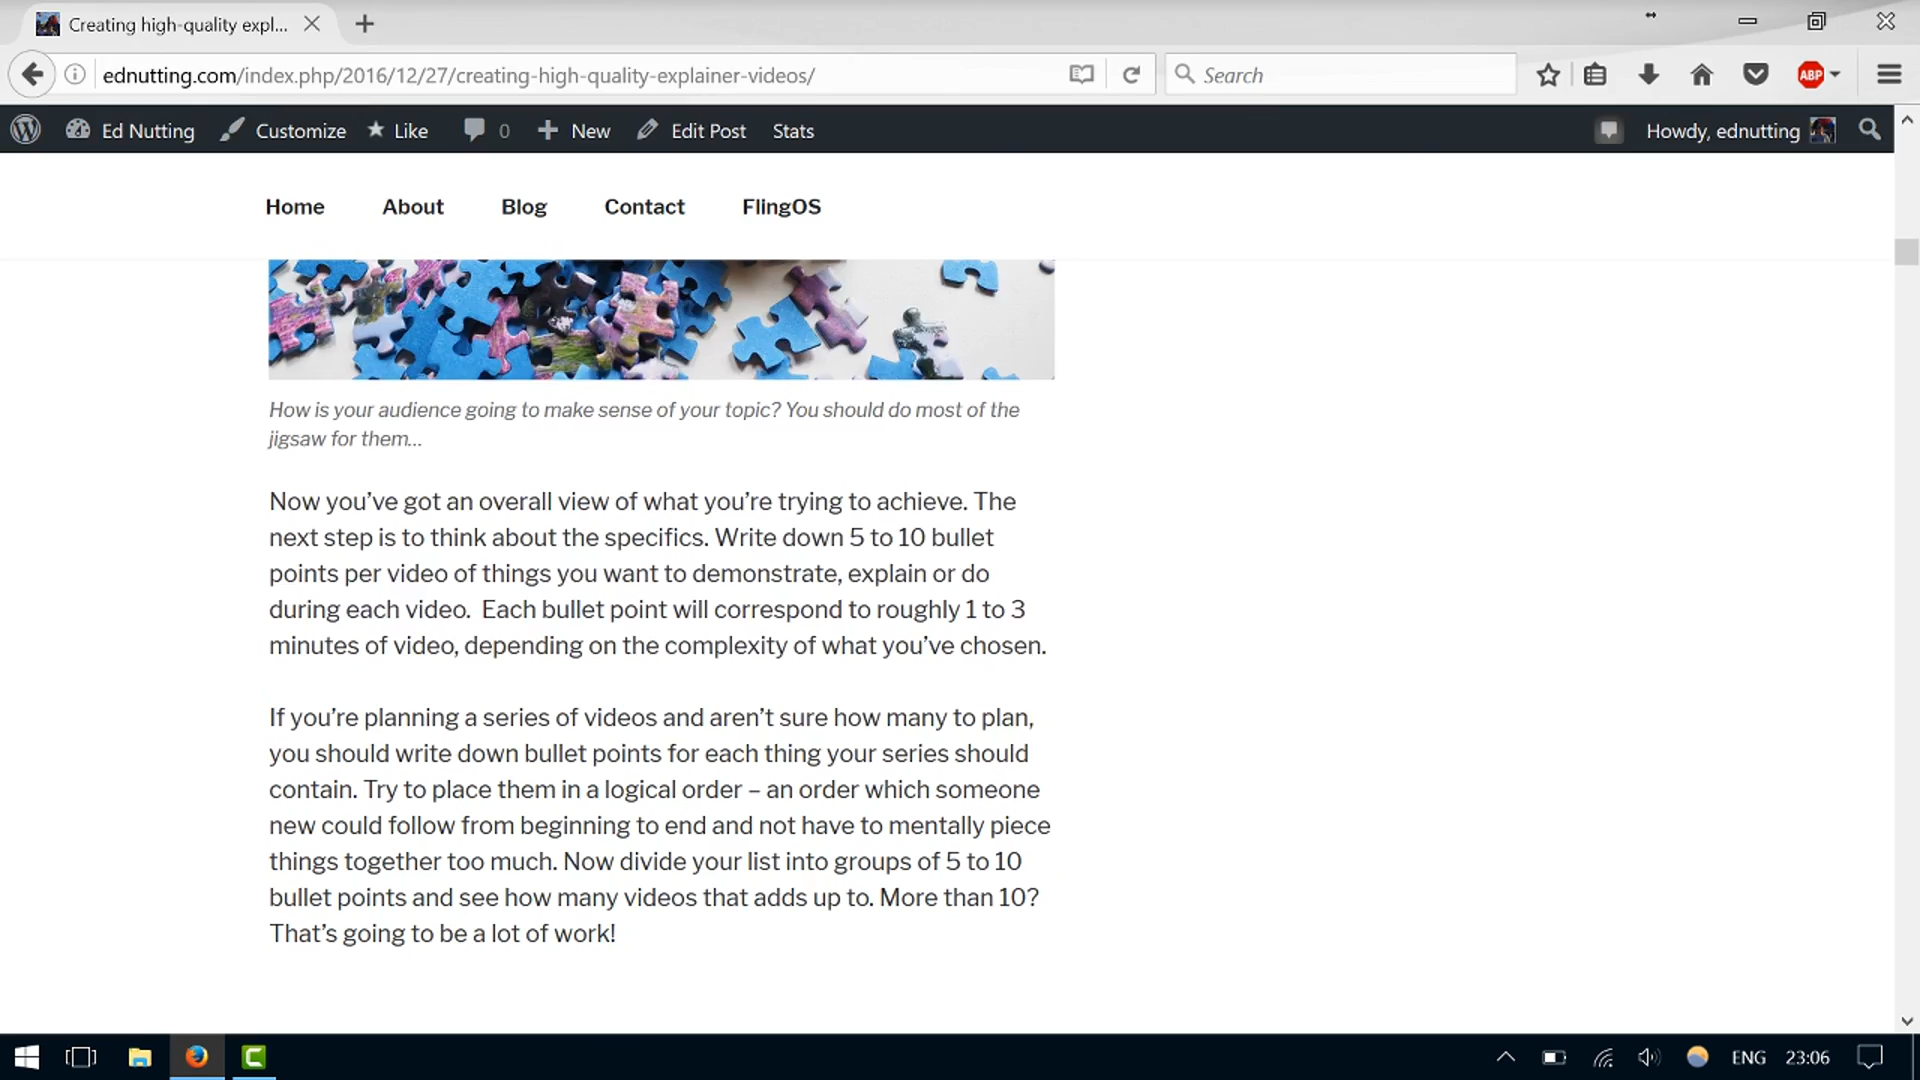 Creating high-quality expl...
ednutting.com/index.php/2016/12/27/creating-high-quality-explainer-videos/
Search
ABP
Ed Nutting
Customize
Like
0
New
Edit Post
Stats
Howdy, ednutting
Home
About
Blog
Contact
FlingOS
How is your audience going to make sense of your topic? You should do most of the
jigsaw for them...
Now you’ve got an overall view of what you’re trying to achieve. The
next step is to think about the specifics. Write down 5 to 10 bullet
points per video of things you want to demonstrate, explain or do
during each video.  Each bullet point will correspond to roughly 1 to 3
minutes of video, depending on the complexity of what you’ve chosen.
If you’re planning a series of videos and aren’t sure how many to plan,
you should write down bullet points for each thing your series should
contain. Try to place them in a logical order – an order which someone
new could follow from beginning to end and not have to mentally piece
things together too much. Now divide your list into groups of 5 to 10
bullet points and see how many videos that adds up to. More than 10?
That’s going to be a lot of work!
ENG
23:06